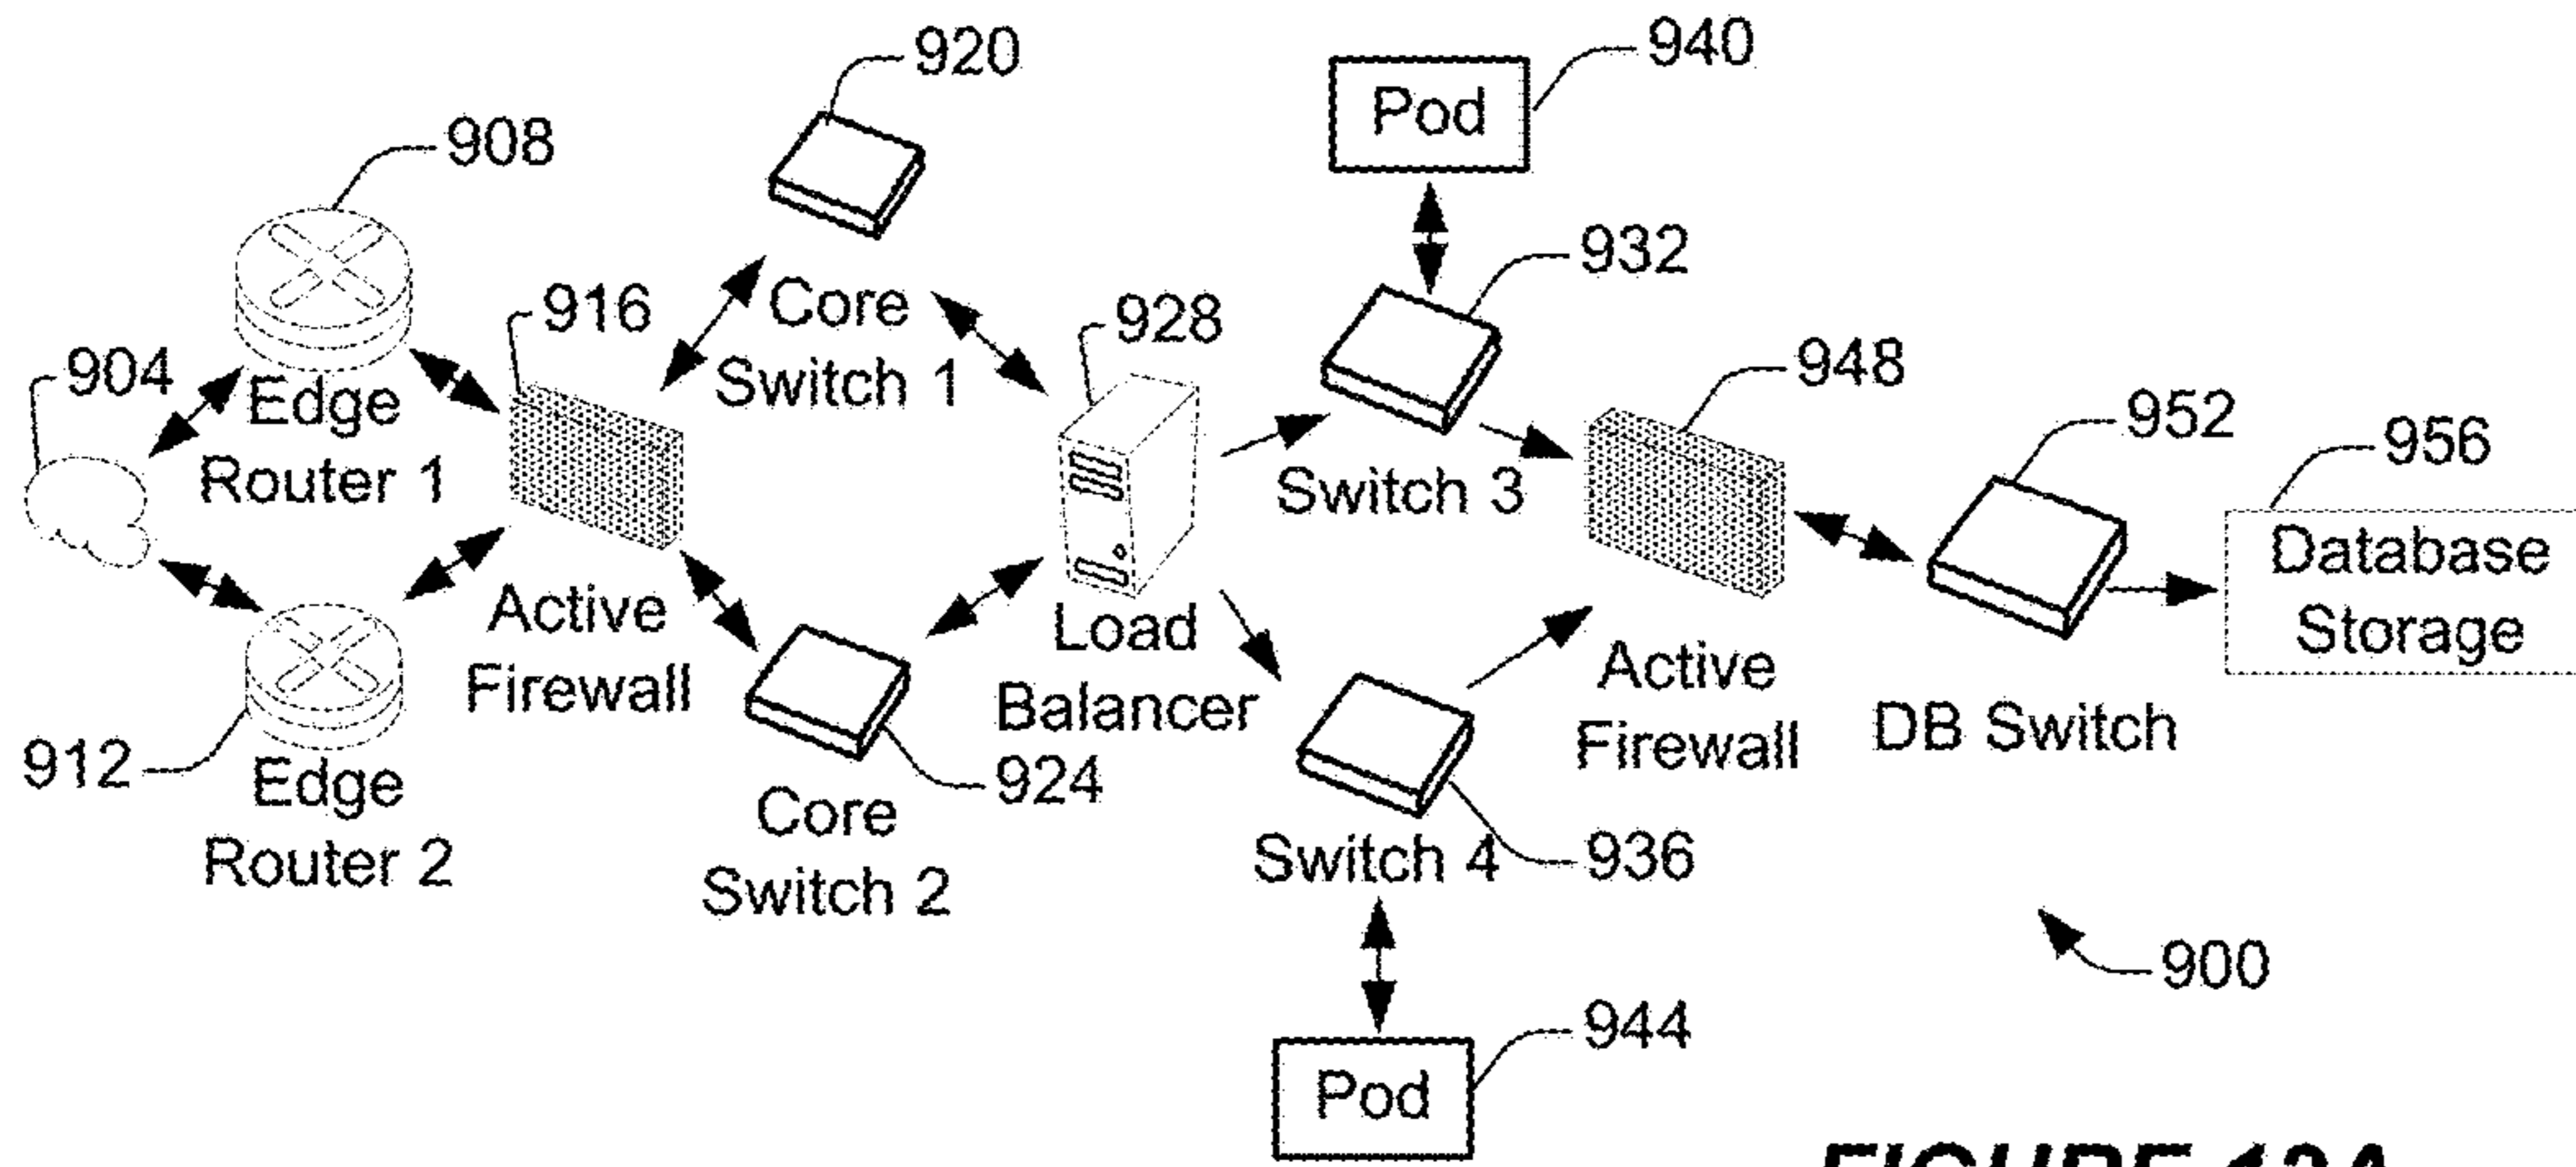 920
940
Pod
908
932
916
Core
Switch 1
928
948
904
Edge
Router 1
952
956
Switch 3
Database
Storage
Active
Firewall
Load
Balancer
Active
Firewall
DB Switch
912
Edge
Router 2
924
Core
Switch 2
Switch 4
936
900
944
Pod